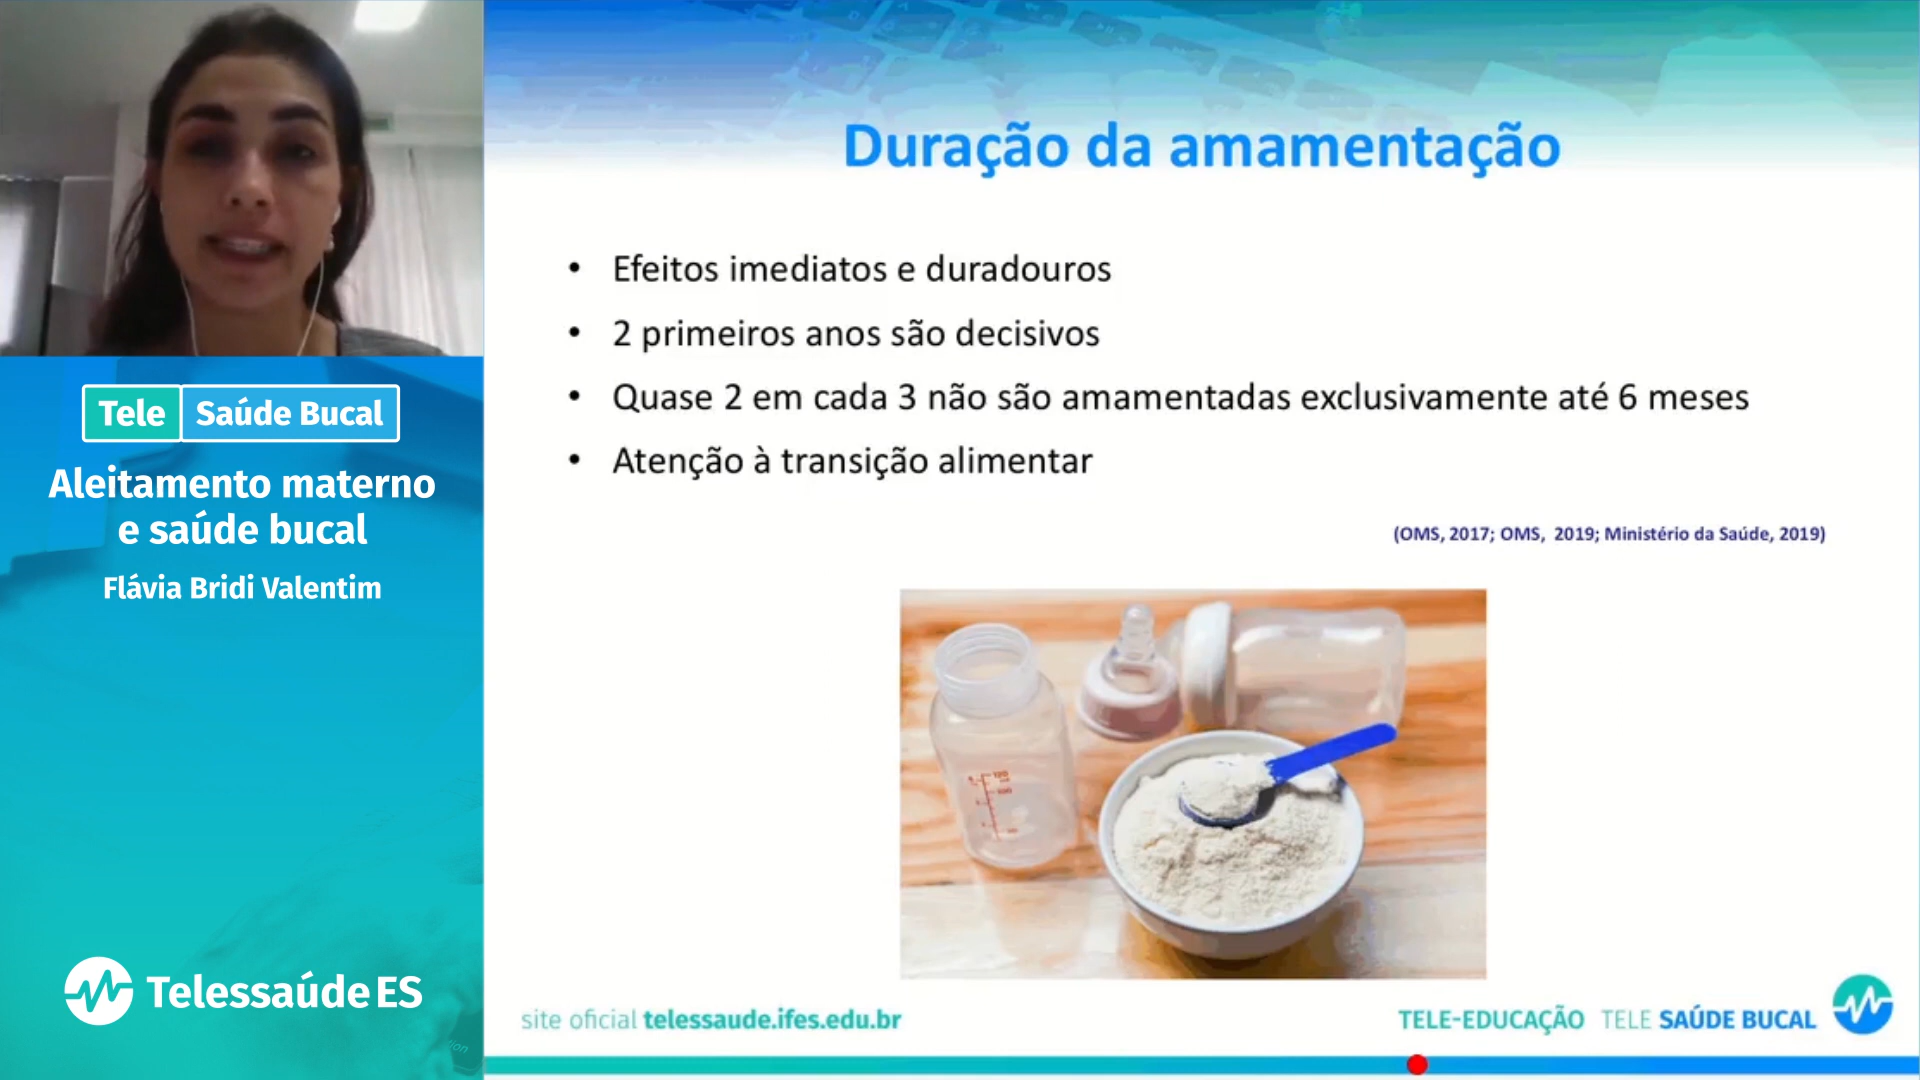 Tele Saúde Bucal
Aleitamento materno
e saúde bucal
Flávia Bridi Valentim
Telessaúde ES
Duração da amamentação
• Efeitos imediatos e duradouros
• 2 primeiros anos são decisivos
• Quase 2 em cada 3 não são amamentadas exclusivamente até 6 meses
• Atenção à transição alimentar
(OMS, 2017; OMS, 2019; Ministério da Saúde, 2019)
site oficial telessaude.ifes.edu.br
TELE-EDUCAÇÃO TELE SAÚDE BUCAL